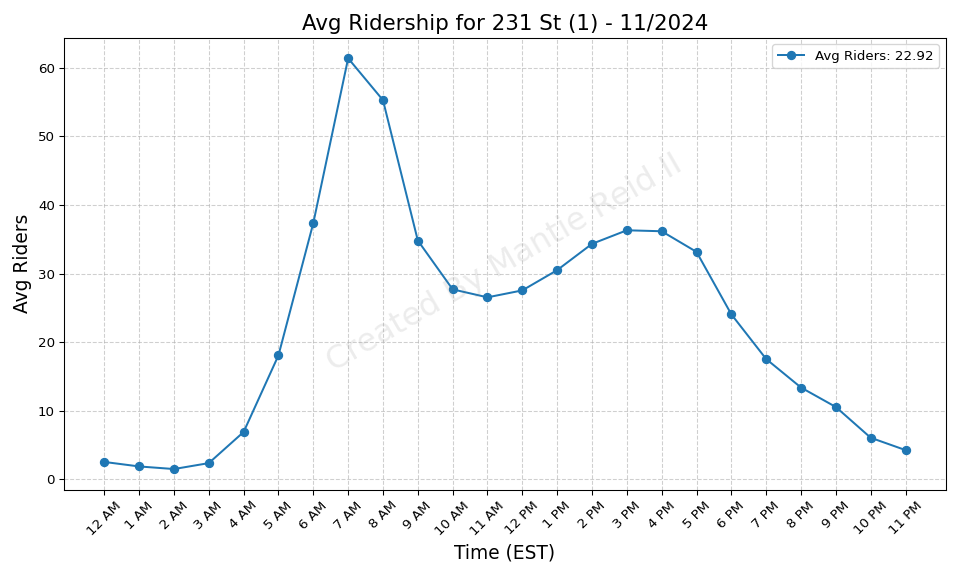 Avg Ridership for 231 St (1) - 11/2024
Avg Riders: 22.92
Avg Riders
60
50
40
30
20
10
0
Created By Mantie Reid II
12 AM
1 AM
2 AM
3 AM
4 AM
5 AM
6 AM
7 AM
8 AM
9 AM
10 AM
11 AM
12 PM
1 PM
2 PM
3 PM
4 PM
5 PM
6 PM
7 PM
8 PM
9 PM
10 PM
11 PM
Time (EST)